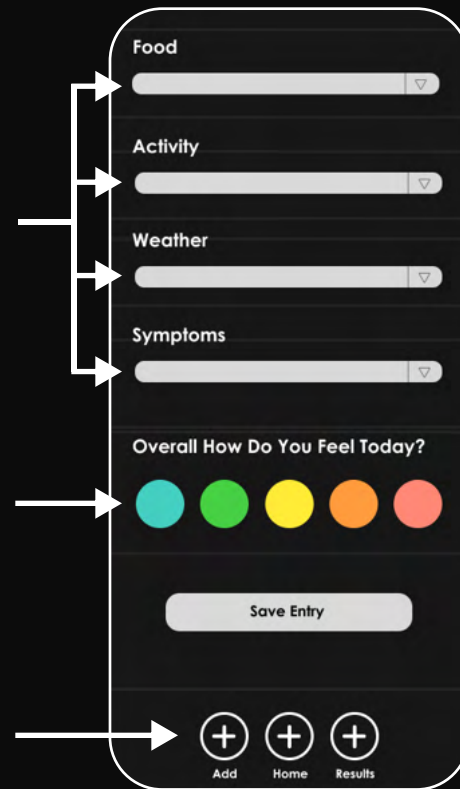 Food
Activity
Weather
Symptoms
Overall How Do You Feel Today?
Save Entry
Add Home Results